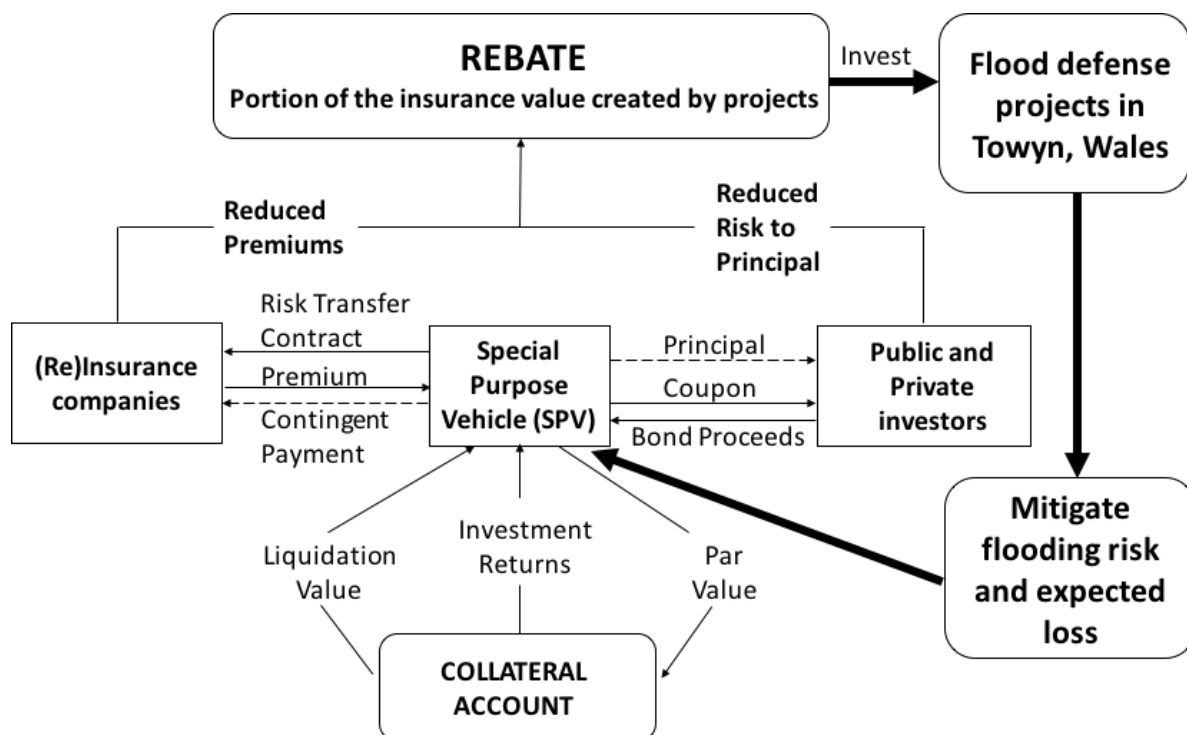 REBATE
Portion of the insurance value created by projects
Invest
Flood defense
projects in
Towyn, Wales
Reduced
Premiums
Reduced
Risk to
Principal
(Re)Insurance
companies
Risk Transfer
Contract
Premium
Contingent
Payment
Special
Purpose
Vehicle (SPV)
Principal
Coupon
Bond Proceeds
Public and
Private
investors
Liquidation
Value
Investment
Returns
Par
Value
Mitigate
flooding risk
and expected
loss
COLLATERAL
ACCOUNT